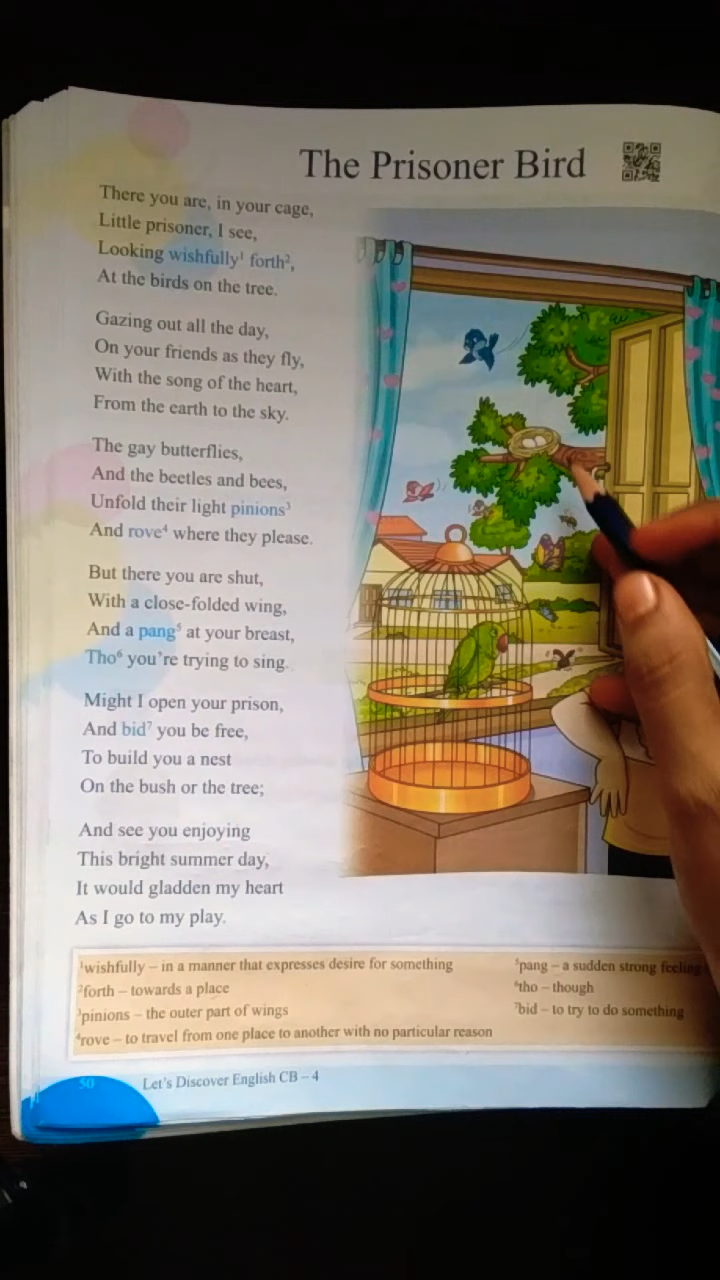 The Prisoner Bird
There you are, in your cage,
Little prisoner, I see,
Looking wishfully¹ forth²,
At the birds on the tree.
Gazing out all the day,
On your friends as they fly,
With the song of the heart,
From the earth to the sky.
The gay butterflies,
And the beetles and bees,
Unfold their light pinions³
And rove⁴ where they please.
But there you are shut,
With a close-folded wing,
And a pang⁵ at your breast,
Tho⁶ you're trying to sing.
Might I open your prison,
And bid⁷ you be free,
To build you a nest
On the bush or the tree;
And see you enjoying
This bright summer day,
It would gladden my heart
As I go to my play.
¹wishfully – in a manner that expresses desire for something
²forth – towards a place
³pinions – the outer part of wings
⁴rove – to travel from one place to another with no particular reason
⁵pang – a sudden strong feeling
⁶tho – though
⁷bid – to try to do something
50 Let's Discover English CB – 4